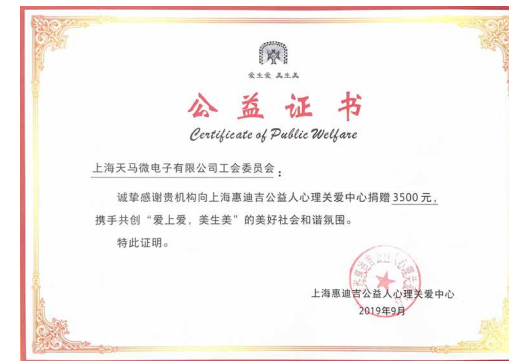 爱生爱 美生美
公益证书
Certificate of Public Welfare
上海天马微电子有限公司工会委员会：
诚挚感谢贵机构向上海惠迪吉公益人心理关爱中心捐赠 3500 元，
携手共创“爱上爱，美生美”的美好社会和谐氛围。
特此证明。
上海惠迪吉公益人心理关爱中心
2019年9月